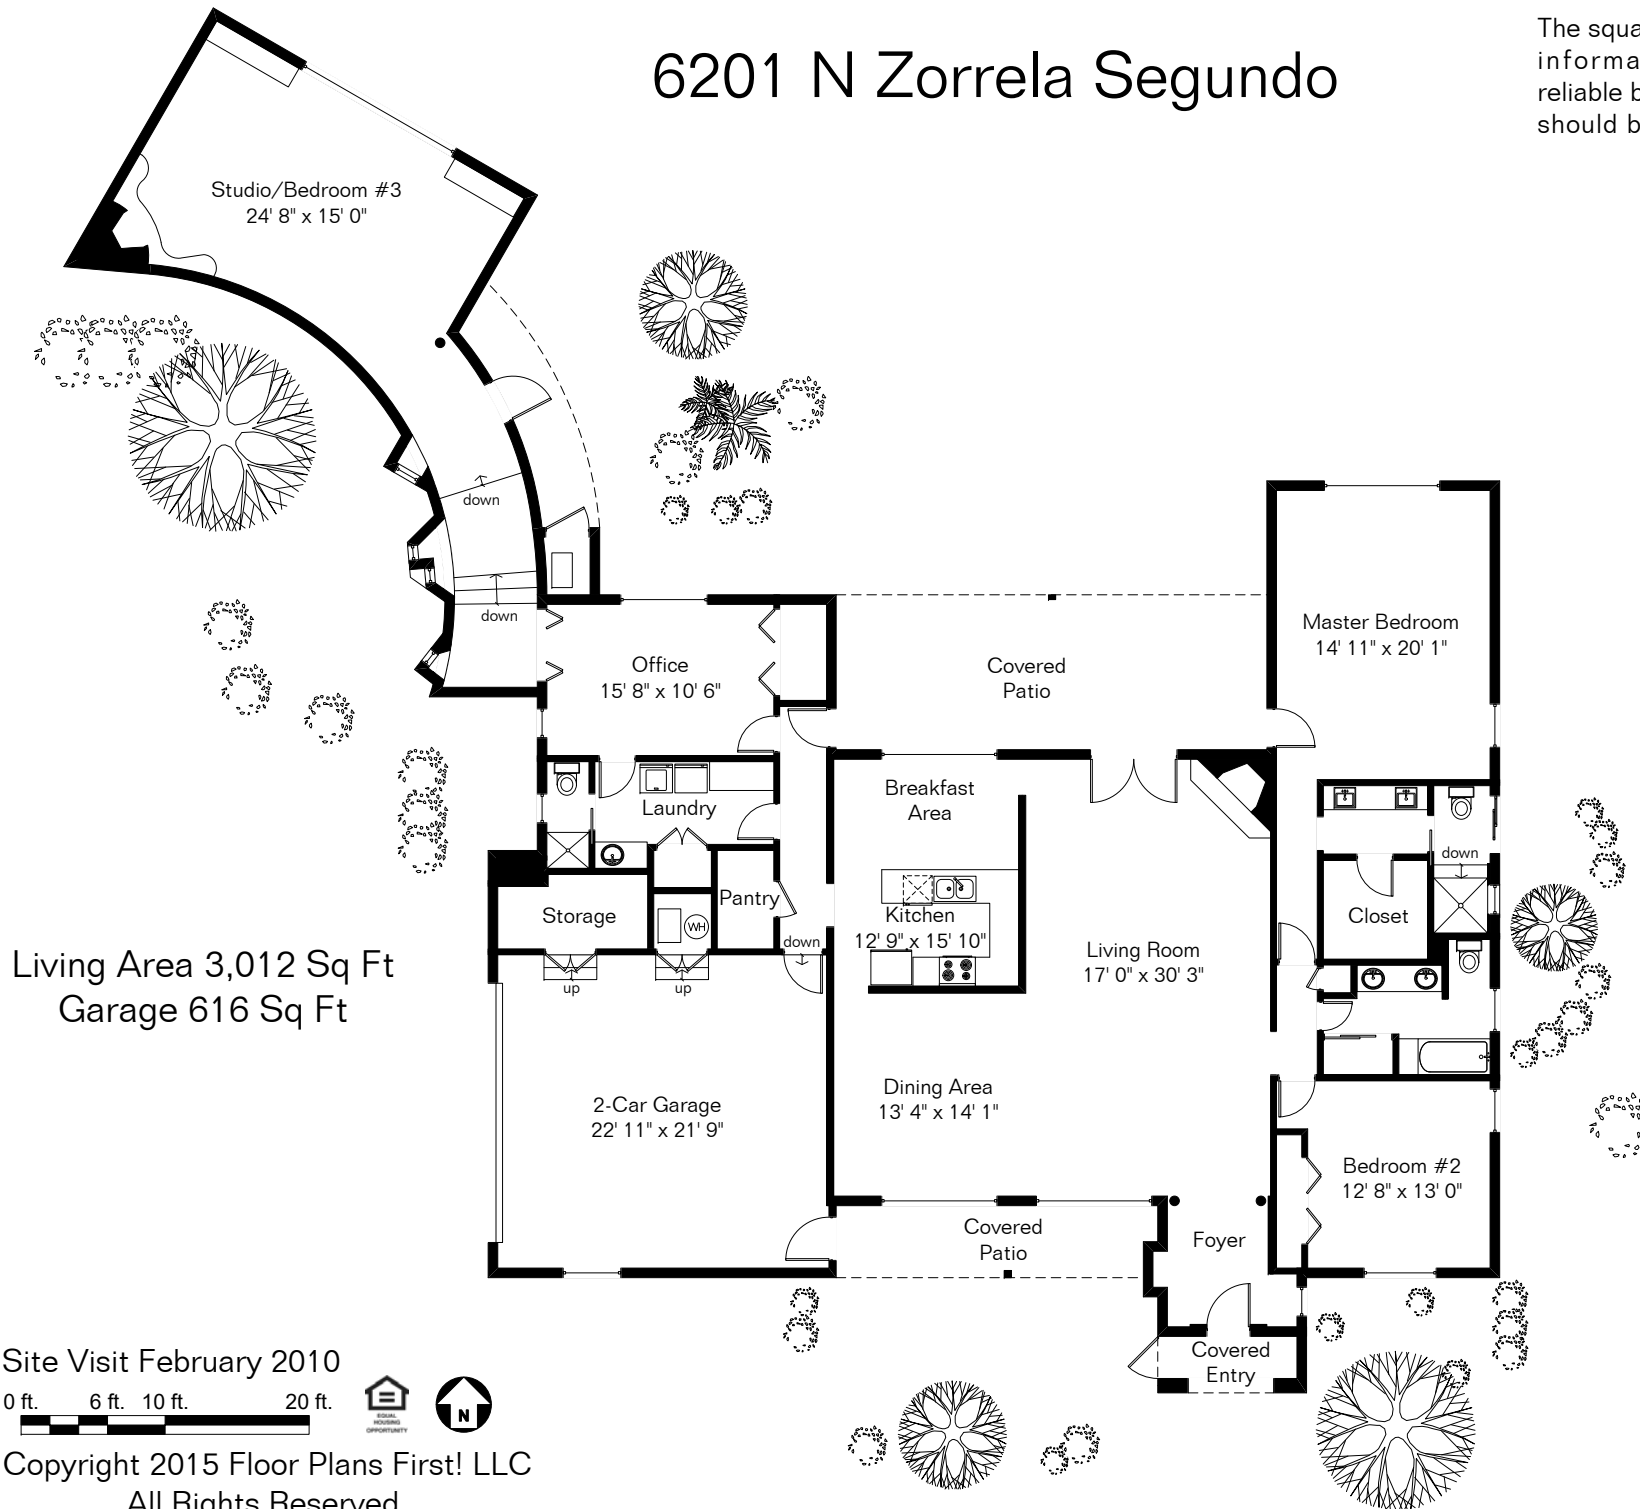 6201 N Zorrela Segundo
The squa
informa
reliable b
should b
Studio/Bedroom #3
24' 8" x 15' 0"
down
down
Office
15' 8" x 10' 6"
Covered
Patio
Master Bedroom
14' 11" x 20' 1"
Laundry
Breakfast
Area
down
Pantry
Storage
WH
Kitchen
12' 9" x 15' 10"
Closet
down
Living Room
17' 0" x 30' 3"
up
up
Living Area 3,012 Sq Ft
Garage 616 Sq Ft
2-Car Garage
22' 11" x 21' 9"
Dining Area
13' 4" x 14' 1"
Bedroom #2
12' 8" x 13' 0"
Covered
Patio
Foyer
Covered
Entry
Site Visit February 2010
0 ft. 6 ft. 10 ft. 20 ft.
EQUAL
HOUSING
OPPORTUNITY
N
Copyright 2015 Floor Plans First! LLC
All Rights Reserved